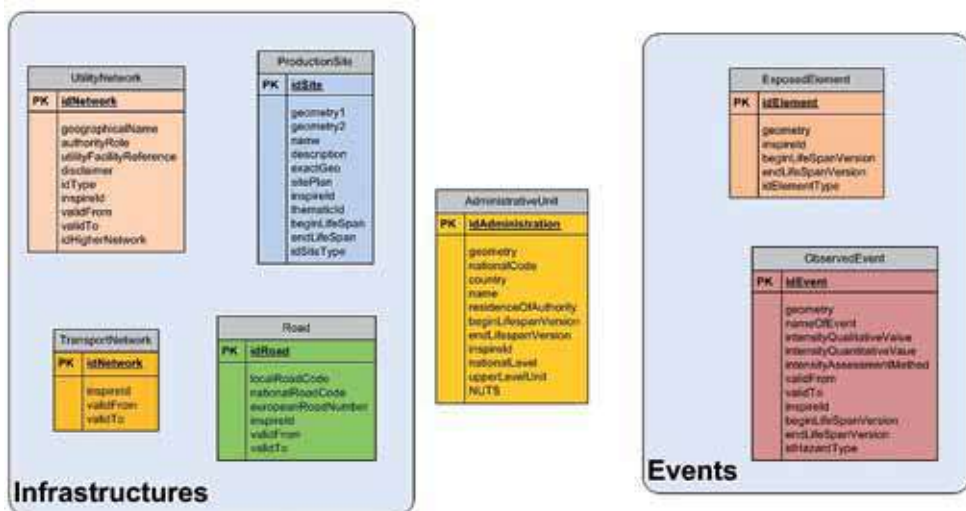 UtilityNetwork
PK idNetwork
geographicalName
authorityRole
utilityFacilityReference
disclaimer
idType
inspireId
validFrom
validTo
idHigherNetwork
ProductionSite
PK idSite
geometry1
geometry2
name
description
exactGeo
sitePlan
inspireId
thematicId
beginLifeSpan
endLifeSpan
idSiteType
TransportNetwork
PK idNetwork
inspireId
validFrom
validTo
Road
PK idRoad
localRoadCode
nationalRoadCode
europeanRoadNumber
inspireId
validFrom
validTo
Infrastructures
AdministrativeUnit
PK idAdministration
geometry
nationalCode
country
name
residenceOfAuthority
beginLifespanVersion
endLifespanVersion
inspireId
nationalLevel
upperLevelUnit
NUTS
ExposedElement
PK idElement
geometry
inspireId
beginLifeSpanVersion
endLifeSpanVersion
idElementType
ObservedEvent
PK idEvent
geometry
nameOfEvent
intensityQualitativeValue
intensityQuantitativeVaue
intensityAssessmentMethod
validFrom
validTo
inspireId
beginLifeSpanVersion
endLifeSpanVersion
idHazardType
Events